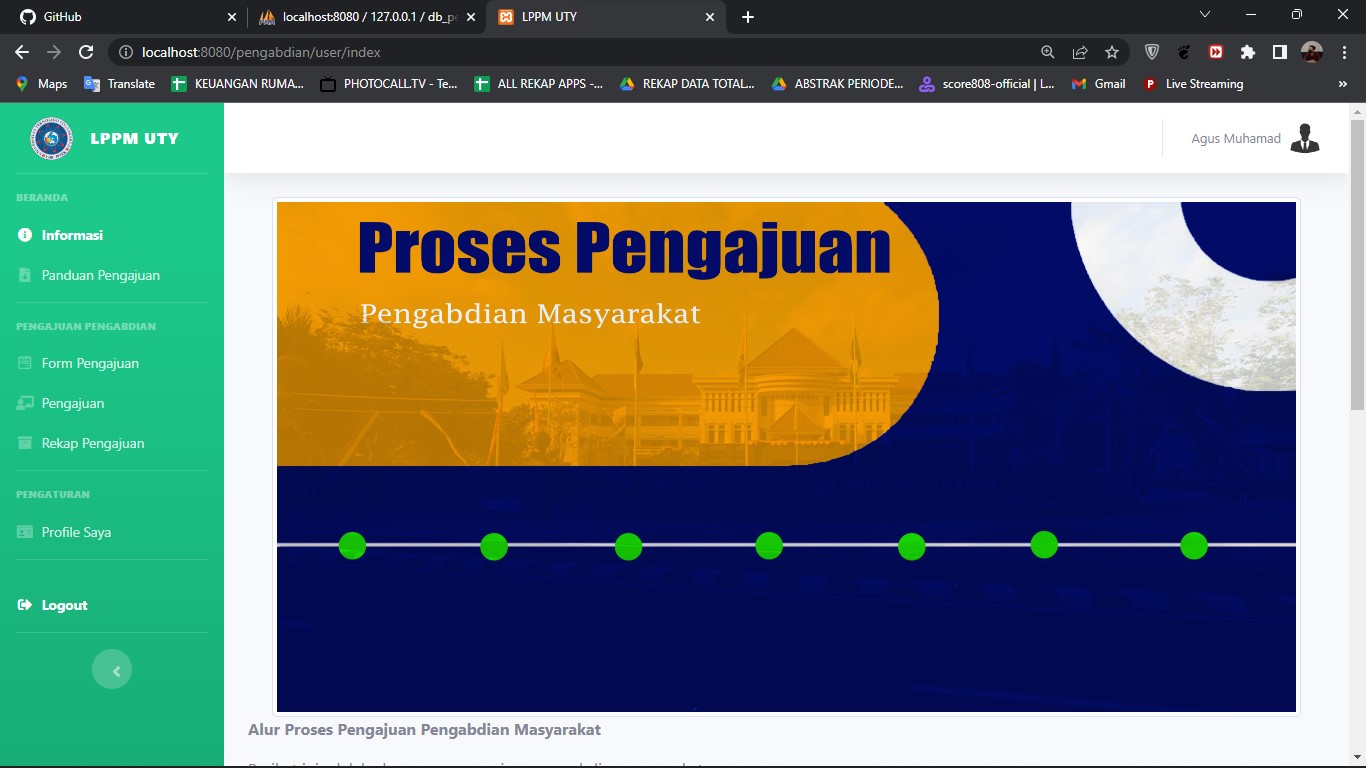 GitHub
localhost:8080 / 127.0.0.1 / db_p
LPPM UTY
localhost:8080/pengabdian/user/index
Maps
Translate
KEUANGAN RUMA...
PHOTOCALL.TV - Te...
ALL REKAP APPS -...
REKAP DATA TOTAL...
ABSTRAK PERIODE...
score808-official | L...
Gmail
Live Streaming
»
LPPM UTY
Agus Muhamad
BERANDA
Informasi
Panduan Pengajuan
PENGAJUAN PENGABDIAN
Form Pengajuan
Pengajuan
Rekap Pengajuan
PENGATURAN
Profile Saya
Logout
Proses Pengajuan
Pengabdian Masyarakat
Alur Proses Pengajuan Pengabdian Masyarakat